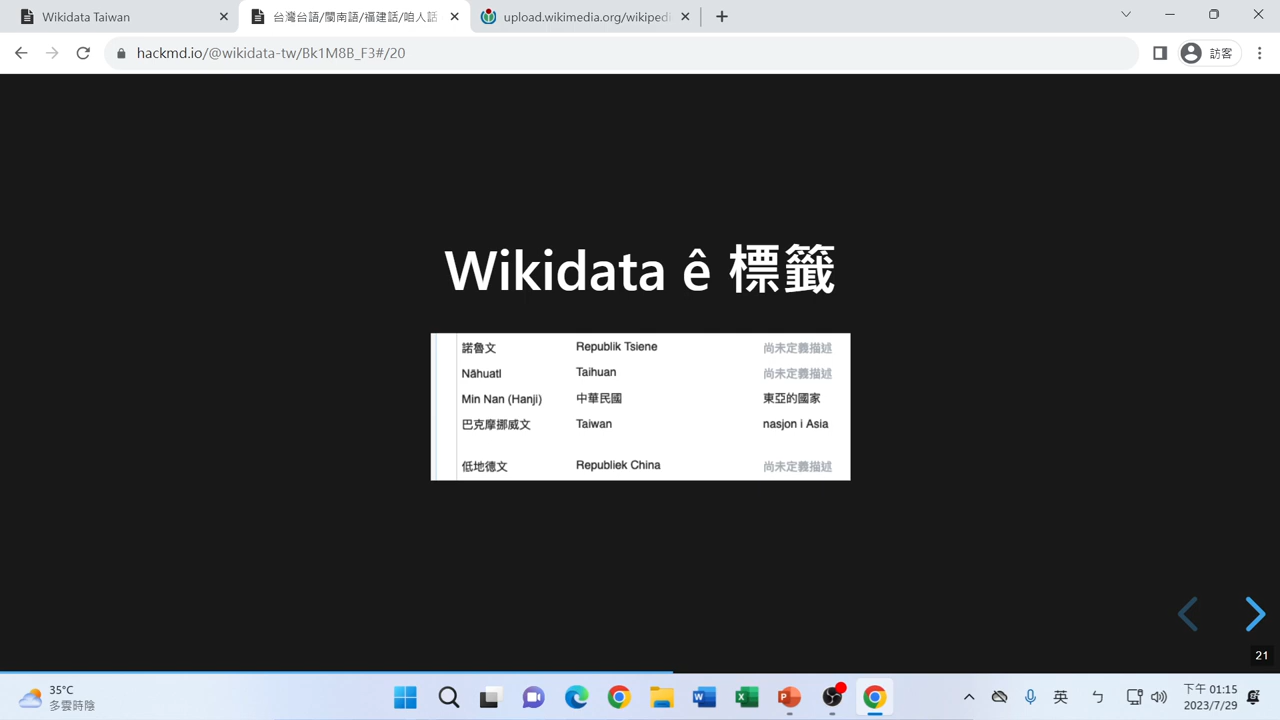 Wikidata Taiwan
台灣台語/閩南語/福建話/咱人話
upload.wikimedia.org/wikiped
hackmd.io/@wikidata-tw/Bk1M8B_F3#/20
訪客
Wikidata ê 標籤
諾魯文 Republik Tsiene 尚未定義描述
Nāhuatl Taihuan 尚未定義描述
Min Nan (Hanji) 中華民國 東亞的國家
巴克摩挪威文 Taiwan nasjon i Asia
低地德文 Republiek China 尚未定義描述
21
35°C
多雲時陰
英
ㄅ
下午 01:15
2023/7/29